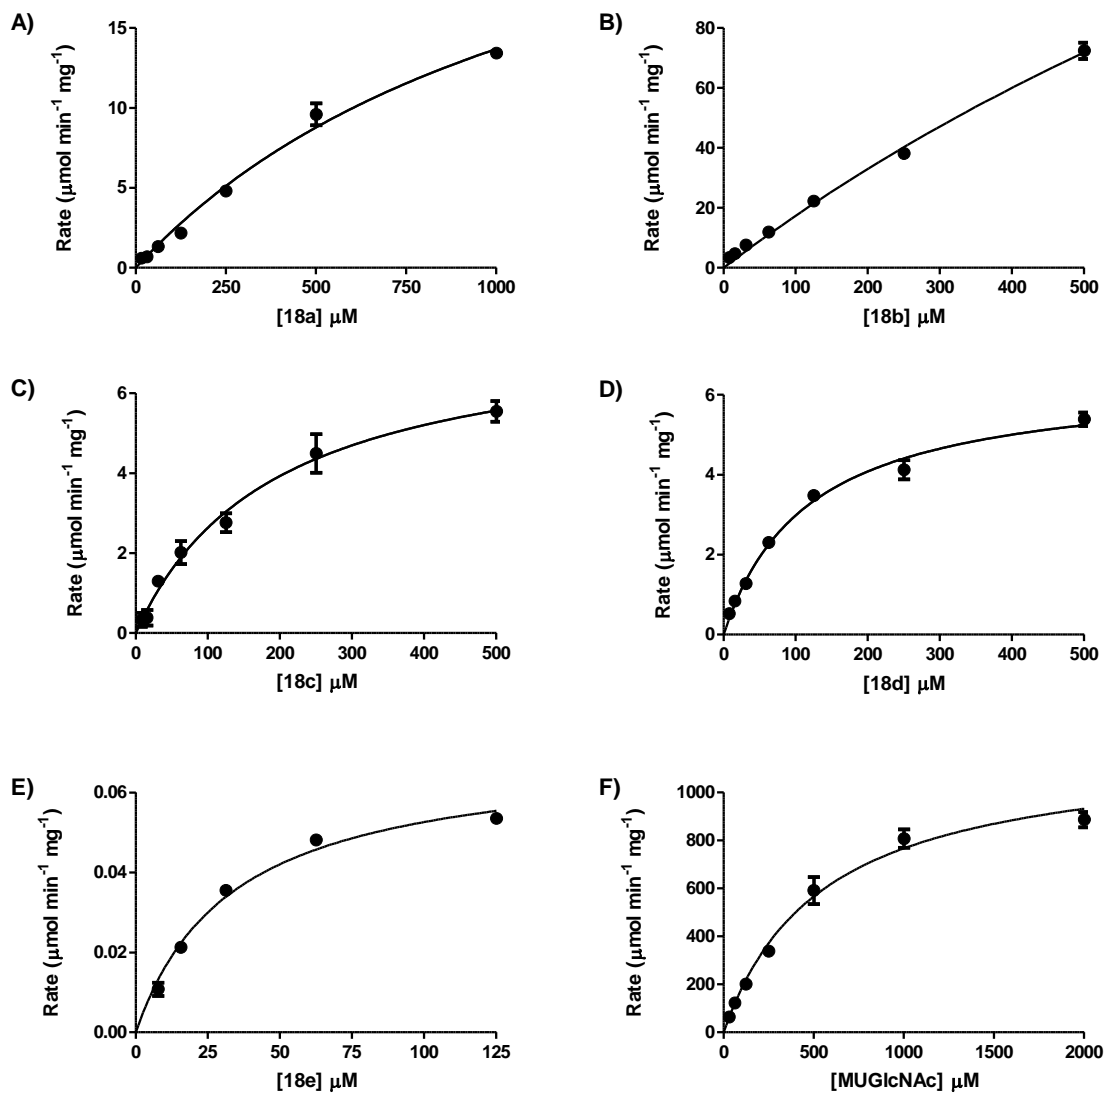 A)
Rate (μmol min⁻¹ mg⁻¹)
15
10
5
0
0 250 500 750 1000
[18a] μM
B)
Rate (μmol min⁻¹ mg⁻¹)
80
60
40
20
0
0 100 200 300 400 500
[18b] μM
C)
Rate (μmol min⁻¹ mg⁻¹)
6
4
2
0
0 100 200 300 400 500
[18c] μM
D)
Rate (μmol min⁻¹ mg⁻¹)
6
4
2
0
0 100 200 300 400 500
[18d] μM
E)
Rate (μmol min⁻¹ mg⁻¹)
0.06
0.04
0.02
0.00
0 25 50 75 100 125
[18e] μM
F)
Rate (μmol min⁻¹ mg⁻¹)
1000
800
600
400
200
0
0 500 1000 1500 2000
[MUGlcNAc] μM